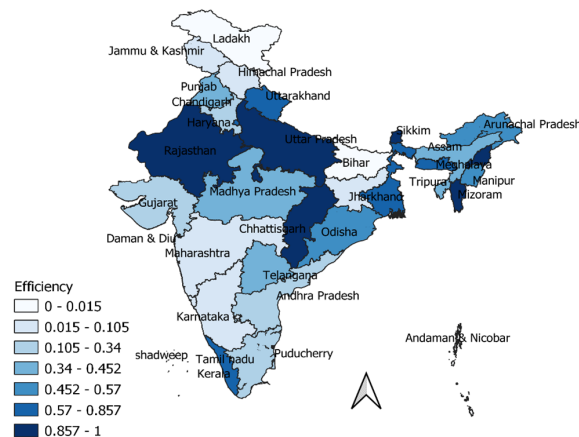 Ladakh
Jammu & Kashmir
Himachal Pradesh
Punjab
Chandigarh
Uttarakhand
Haryana
Arunachal Pradesh
Sikkim
Uttar Pradesh
Assam
Rajasthan
Bihar
Meghalaya
Tripura
Manipur
Jharkhand
Madhya Pradesh
Mizoram
Gujarat
Chhattisgarh
Odisha
Daman & Diu
Maharashtra
Telangana
Efficiency
Andhra Pradesh
0 - 0.015
0.015 - 0.105
Karnataka
0.105 - 0.34
Andaman & Nicobar
shadweep
Tamil nadu
Puducherry
0.34 - 0.452
Kerala
0.452 - 0.57
0.57 - 0.857
0.857 - 1